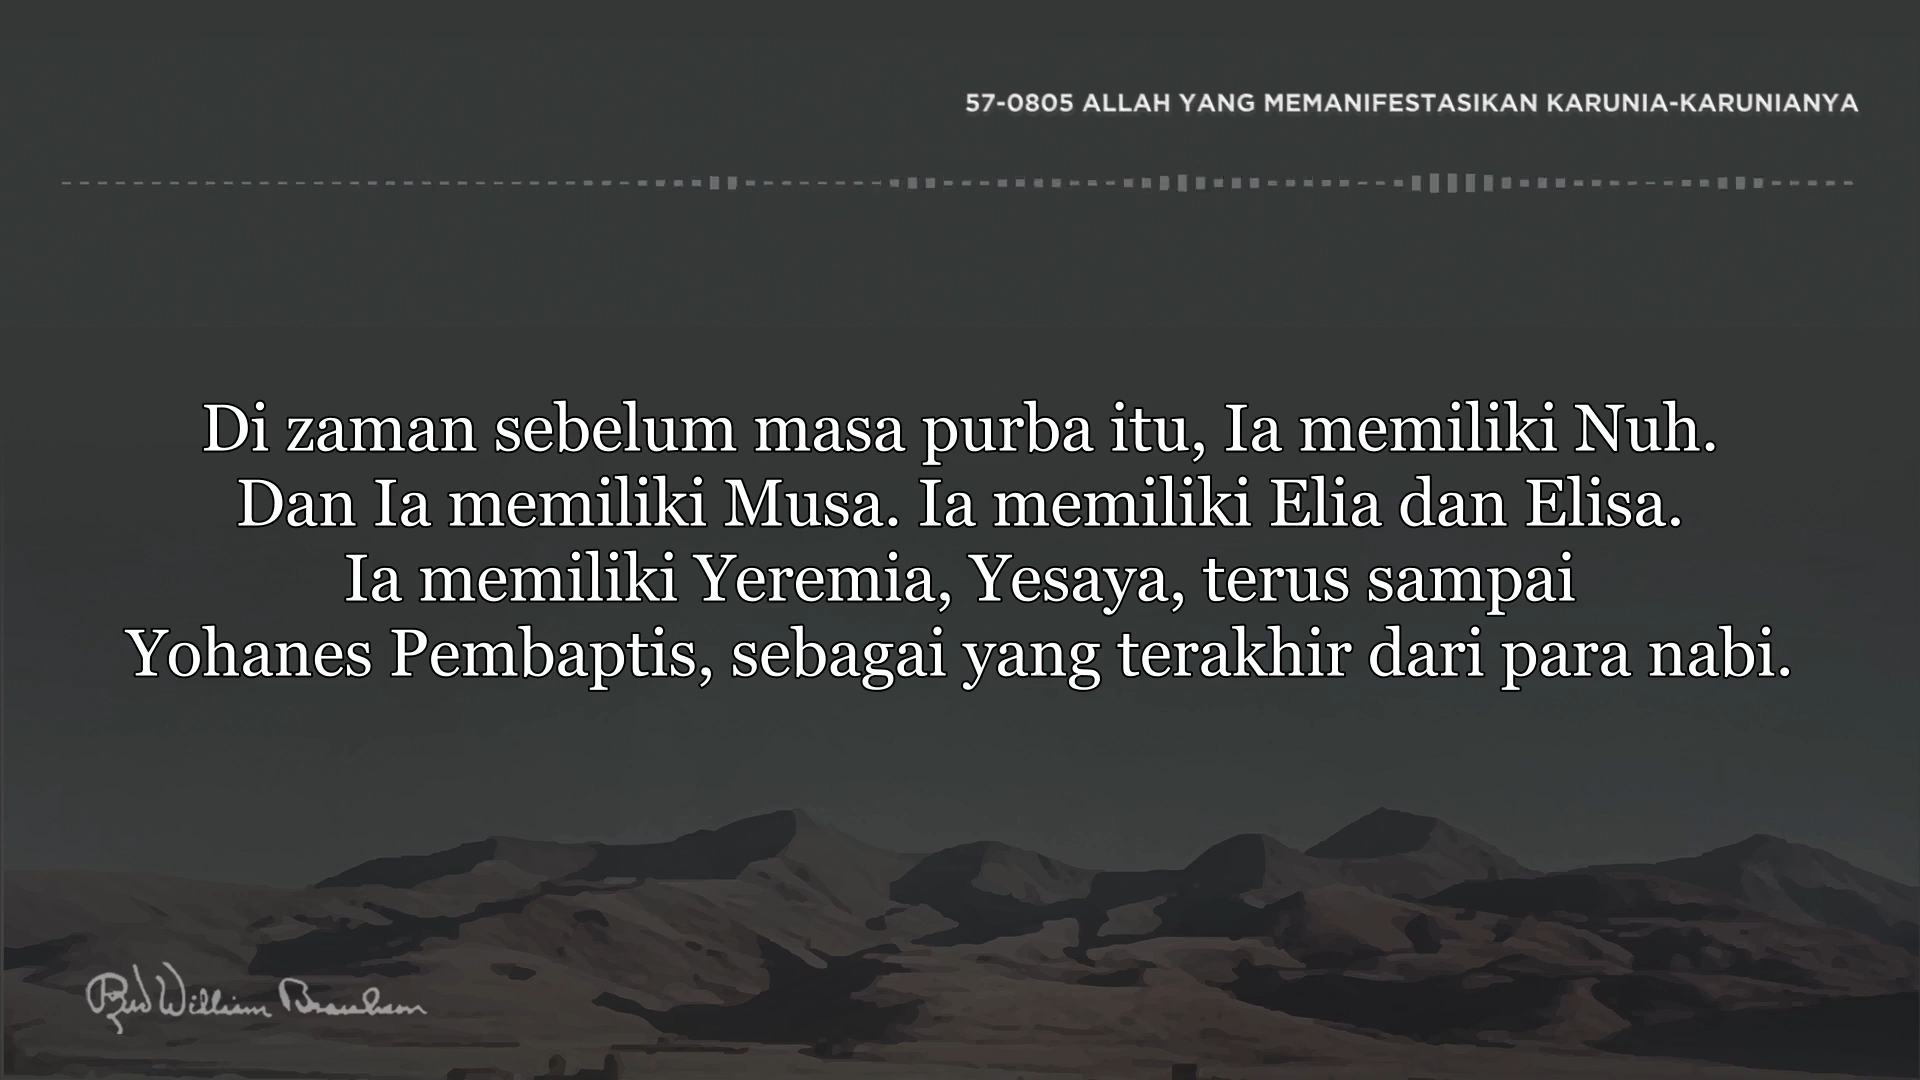 57-0805 ALLAH YANG MEMANIFESTASIKAN KARUNIA-KARUNIANYA
Di zaman sebelum masa purba itu, Ia memiliki Nuh.
Dan Ia memiliki Musa. Ia memiliki Elia dan Elisa.
Ia memiliki Yeremia, Yesaya, terus sampai
Yohanes Pembaptis, sebagai yang terakhir dari para nabi.
William Branham